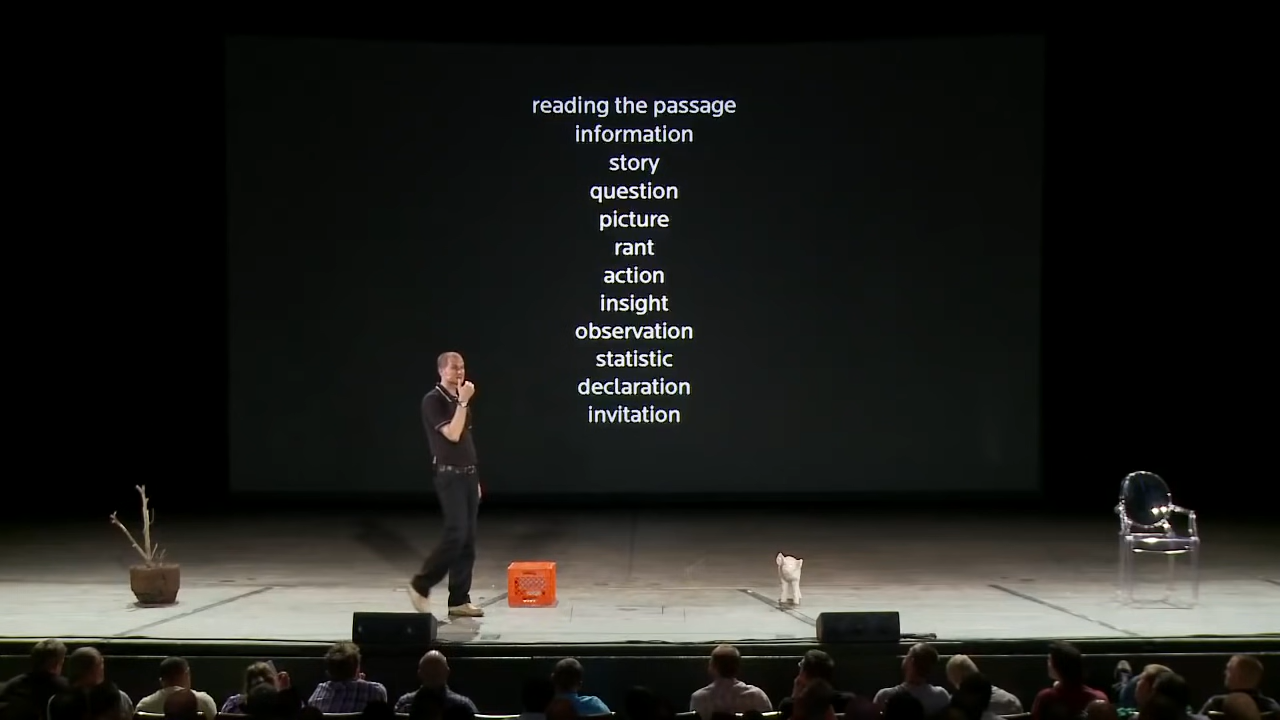 reading the passage
information
story
question
picture
rant
action
insight
observation
statistic
declaration
invitation